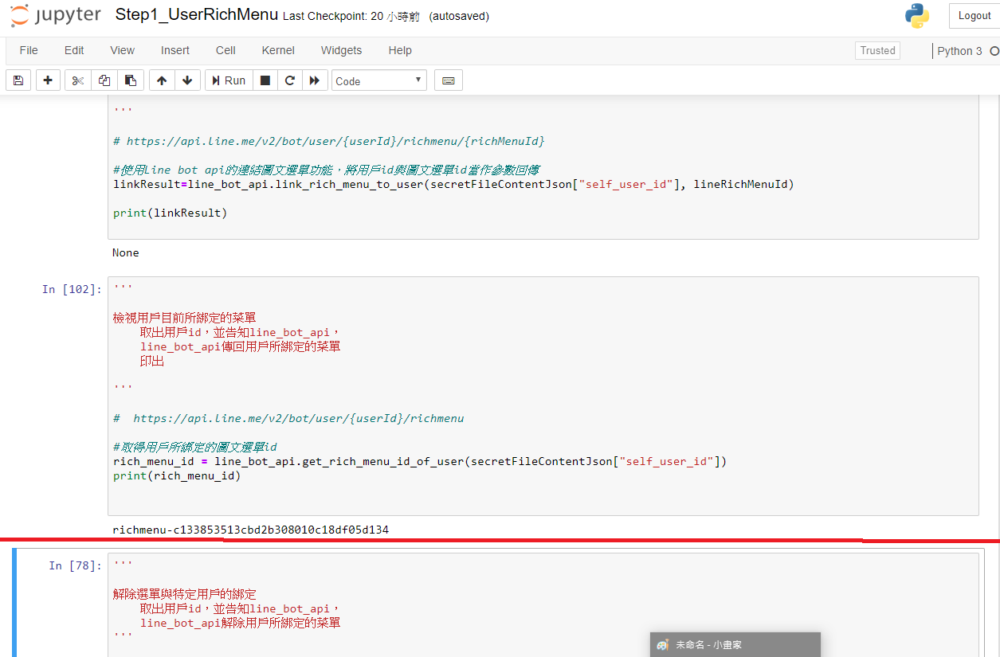 jupyter Step1_UserRichMenu Last Checkpoint: 20 小時前 (autosaved) Logout
File Edit View Insert Cell Kernel Widgets Help Trusted Python 3
Run Code
'''
# https://api.line.me/v2/bot/user/{userId}/richmenu/{richMenuId}
#使用Line bot api的連結圖文選單功能，將用戶id與圖文選單id當作參數回傳
linkResult=line_bot_api.link_rich_menu_to_user(secretFileContentJson["self_user_id"], lineRichMenuId)
print(linkResult)
None
In [102]: '''
檢視用戶目前所綁定的菜單
取出用戶id，並告知line_bot_api，
line_bot_api傳回用戶所綁定的菜單
印出
'''
# https://api.line.me/v2/bot/user/{userId}/richmenu
#取得用戶所綁定的圖文選單id
rich_menu_id = line_bot_api.get_rich_menu_id_of_user(secretFileContentJson["self_user_id"])
print(rich_menu_id)
richmenu-c133853513cbd2b308010c18df05d134
In [78]: '''
解除選單與特定用戶的綁定
取出用戶id，並告知line_bot_api，
line_bot_api解除用戶所綁定的菜單
'''
未命名 - 小畫家